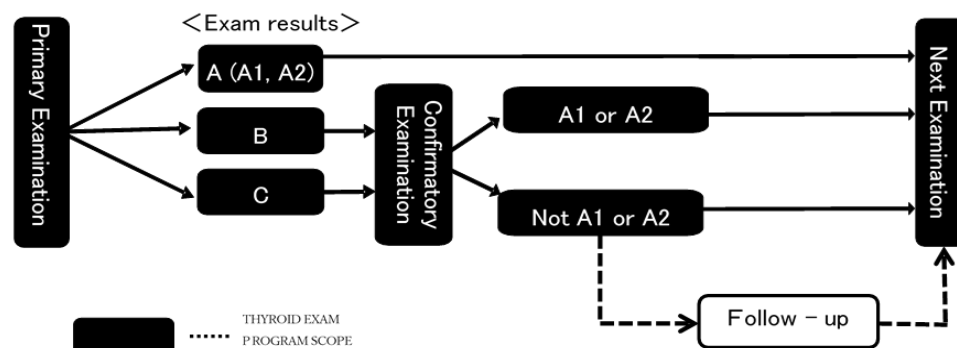 <Exam results>
Primary Examination
A (A1, A2)
B
C
Confirmatory
Examination
A1 or A2
Not A1 or A2
Follow - up
Next Examination
THYROID EXAM
PROGRAM SCOPE